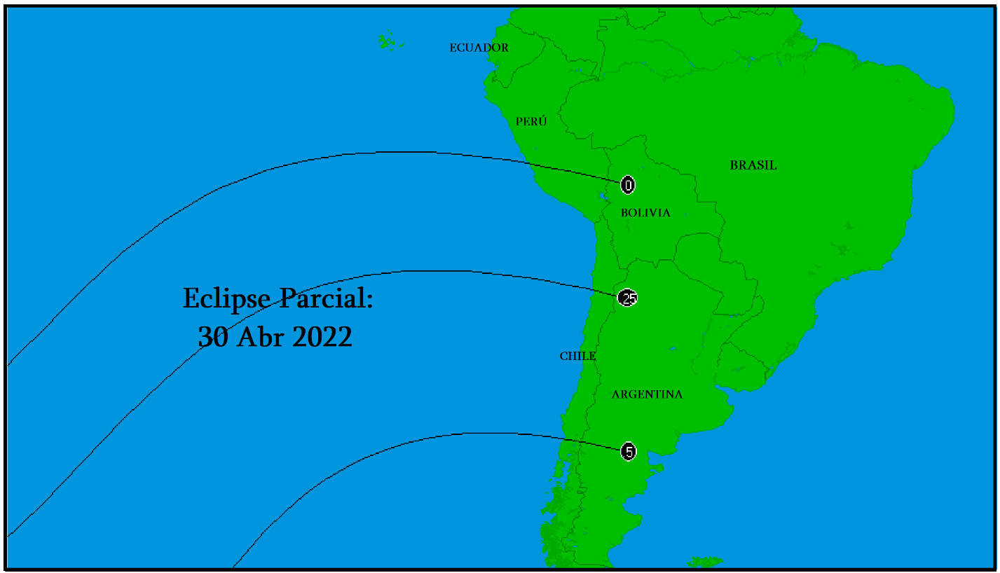 ECUADOR
PERÚ
BRASIL
0
BOLIVIA
25
Eclipse Parcial:
30 Abr 2022
CHILE
ARGENTINA
5